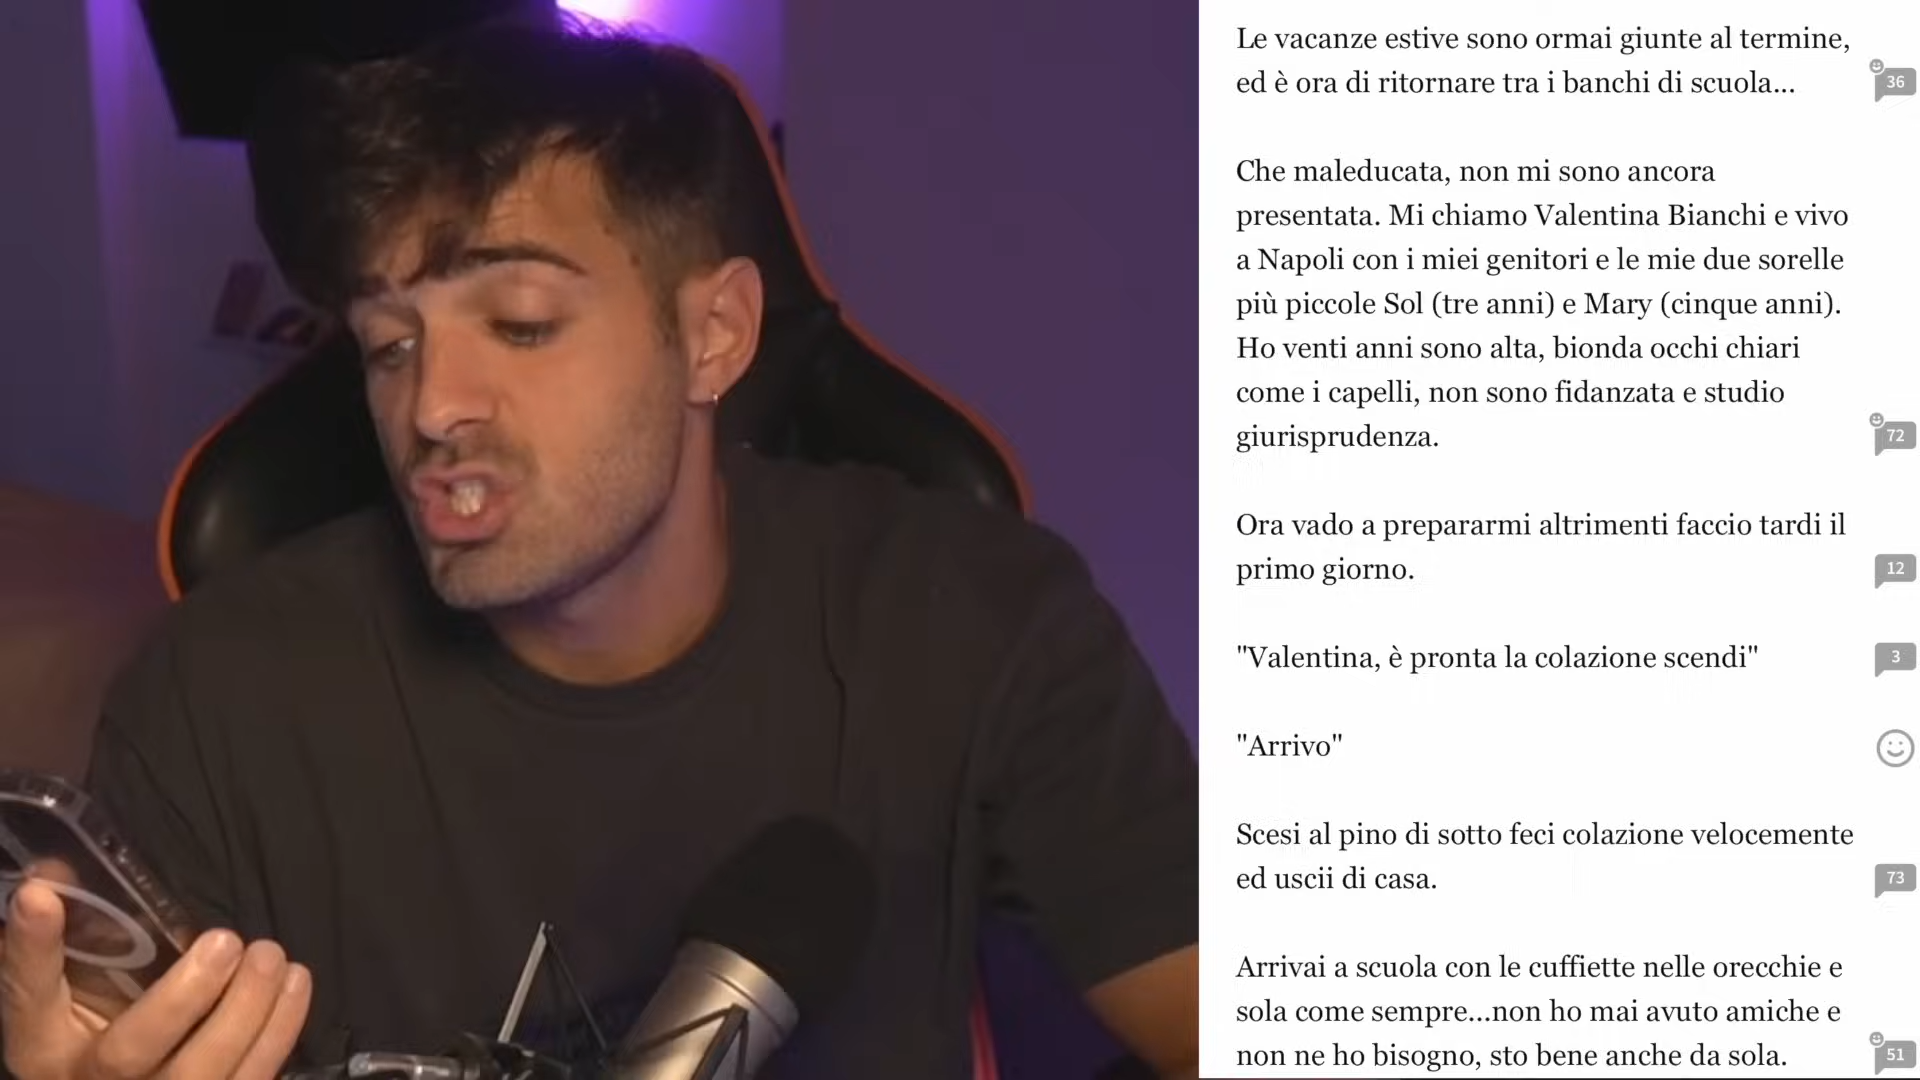 Le vacanze estive sono ormai giunte al termine,
ed è ora di ritornare tra i banchi di scuola...
36
Che maleducata, non mi sono ancora
presentata. Mi chiamo Valentina Bianchi e vivo
a Napoli con i miei genitori e le mie due sorelle
più piccole Sol (tre anni) e Mary (cinque anni).
Ho venti anni sono alta, bionda occhi chiari
come i capelli, non sono fidanzata e studio
giurisprudenza.
72
Ora vado a prepararmi altrimenti faccio tardi il
primo giorno.
12
"Valentina, è pronta la colazione scendi"
3
"Arrivo"
Scesi al pino di sotto feci colazione velocemente
ed uscii di casa.
73
Arrivai a scuola con le cuffiette nelle orecchie e
sola come sempre...non ho mai avuto amiche e
non ne ho bisogno, sto bene anche da sola.
51